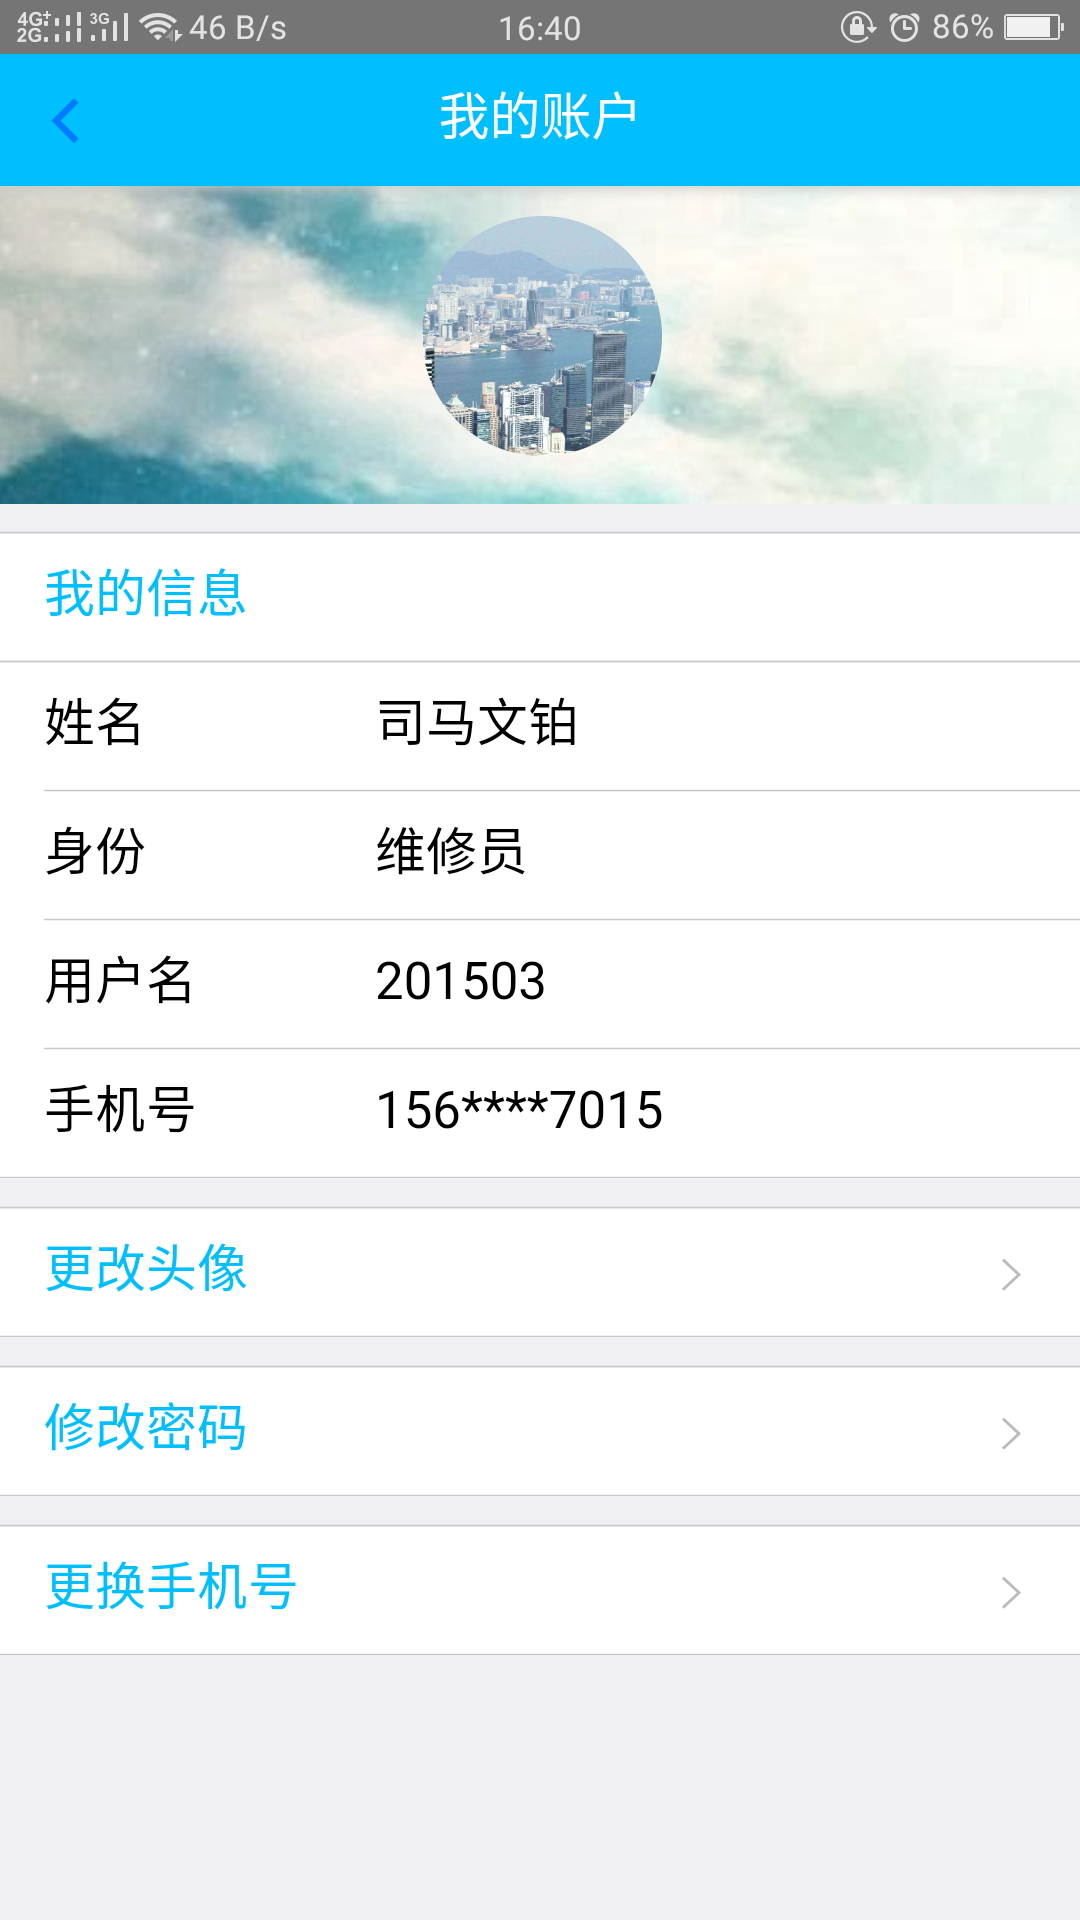 4G+ 3G 46 B/s 16:40 86%
2G
我的账户
我的信息
姓名 司马文铂
身份 维修员
用户名 201503
手机号 156****7015
更改头像
修改密码
更换手机号